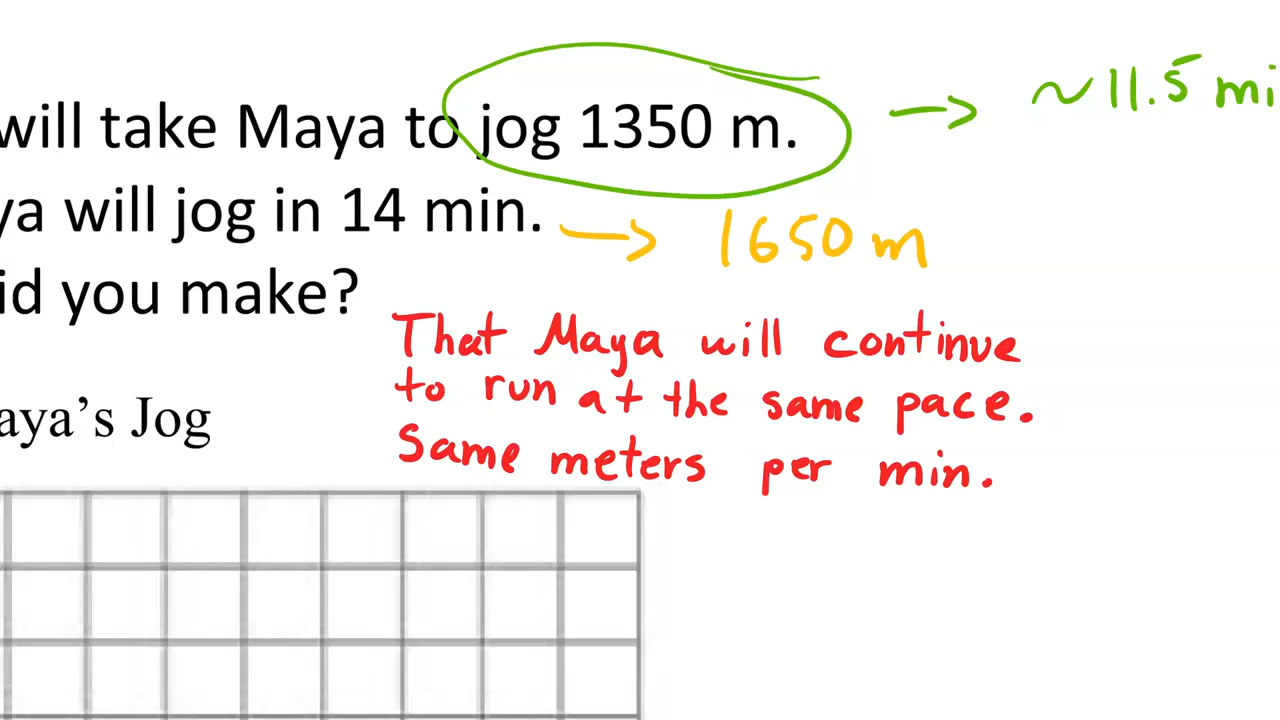 will take Maya to jog 1350 m. → ~11.5 mi
ya will jog in 14 min. → 1650 m
id you make?
That Maya will continue
to run at the same pace.
Same meters per min.
aya's Jog